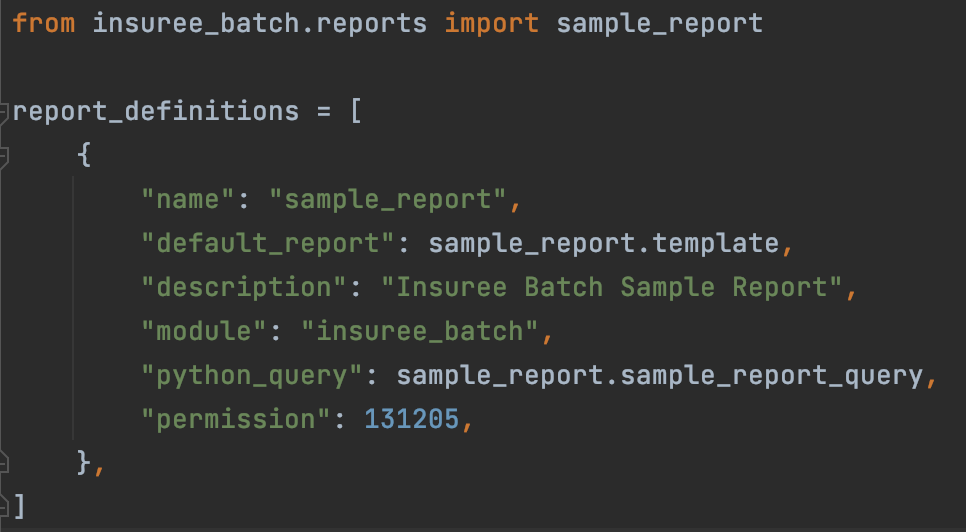 from insuree_batch.reports import sample_report

report_definitions = [
    {
        "name": "sample_report",
        "default_report": sample_report.template,
        "description": "Insuree Batch Sample Report",
        "module": "insuree_batch",
        "python_query": sample_report.sample_report_query,
        "permission": 131205,
    },
]